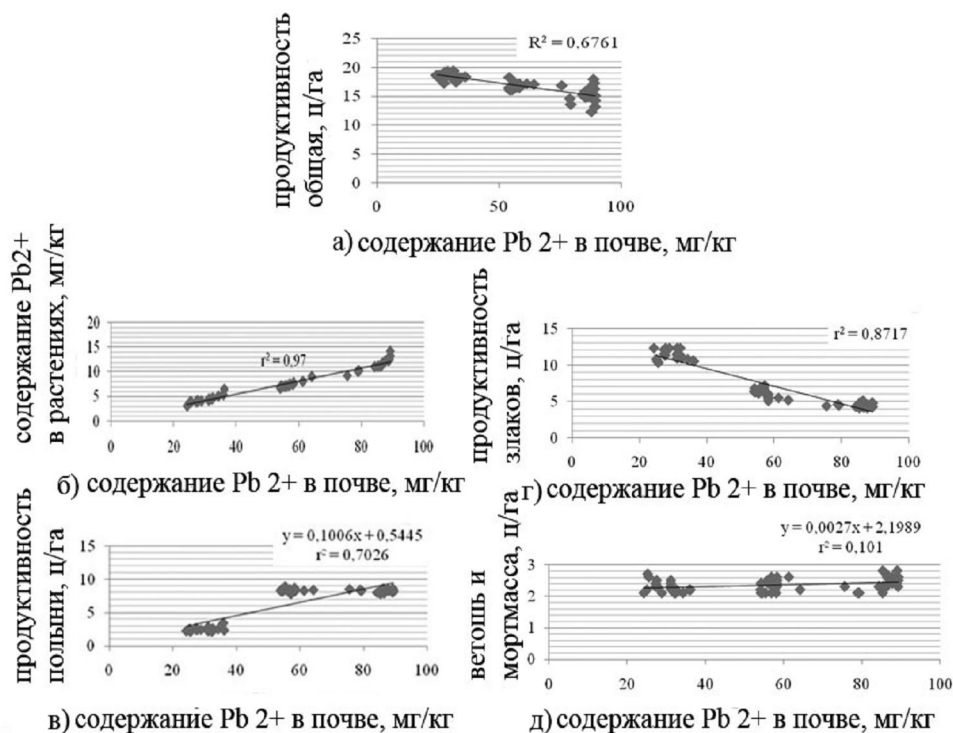 продуктивность
общая, ц/га
25
20
15
10
5
0
R² = 0,6761
0 50 100
а) содержание Pb 2+ в почве, мг/кг
содержание Pb2+
в растениях, мг/кг
20
15
10
5
0
r² = 0,97
0 20 40 60 80 100
б) содержание Pb 2+ в почве, мг/кг
продуктивность
злаков, ц/га
15
10
5
0
r² = 0,8717
0 20 40 60 80 100
г) содержание Pb 2+ в почве, мг/кг
продуктивность
полыни, ц/га
15
10
5
0
y = 0,1006x + 0,5445
r² = 0,7026
0 20 40 60 80 100
в) содержание Pb 2+ в почве, мг/кг
ветошь и
мортмасса, ц/га
3
2
1
0
y = 0,0027x + 2,1989
r² = 0,101
0 20 40 60 80 100
д) содержание Pb 2+ в почве, мг/кг